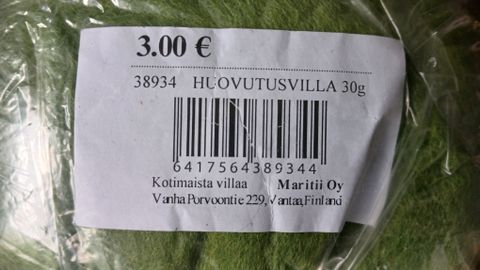 3.00 €
38934 HUOVUTUSVILLA 30g
6417564389344
Kotimaista villaa Maritii Oy
Vanha Porvoontie 229, Vantaa, Finland